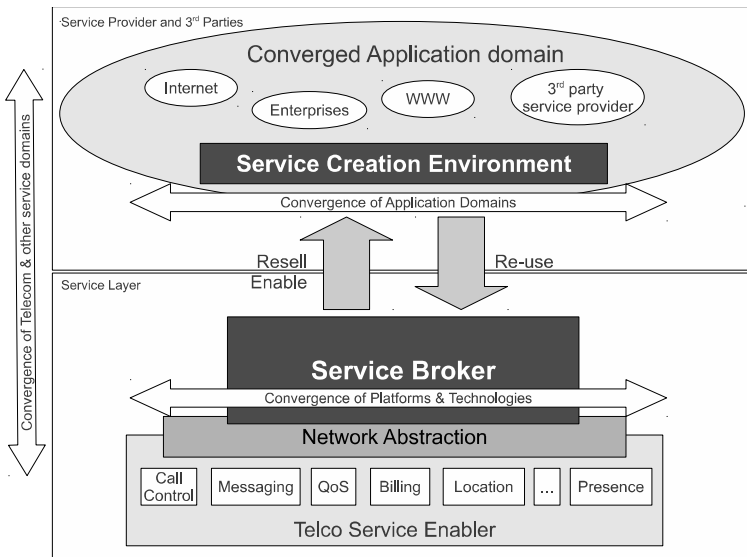 Service Provider and 3rd Parties
Converged Application domain
Internet
Enterprises
WWW
3rd party
service provider
Service Creation Environment
Convergence of Application Domains
Resell
Enable
Re-use
Convergence of Telecom & other service domains
Service Layer
Service Broker
Convergence of Platforms & Technologies
Network Abstraction
Call
Control
Messaging
QoS
Billing
Location
...
Presence
Telco Service Enabler